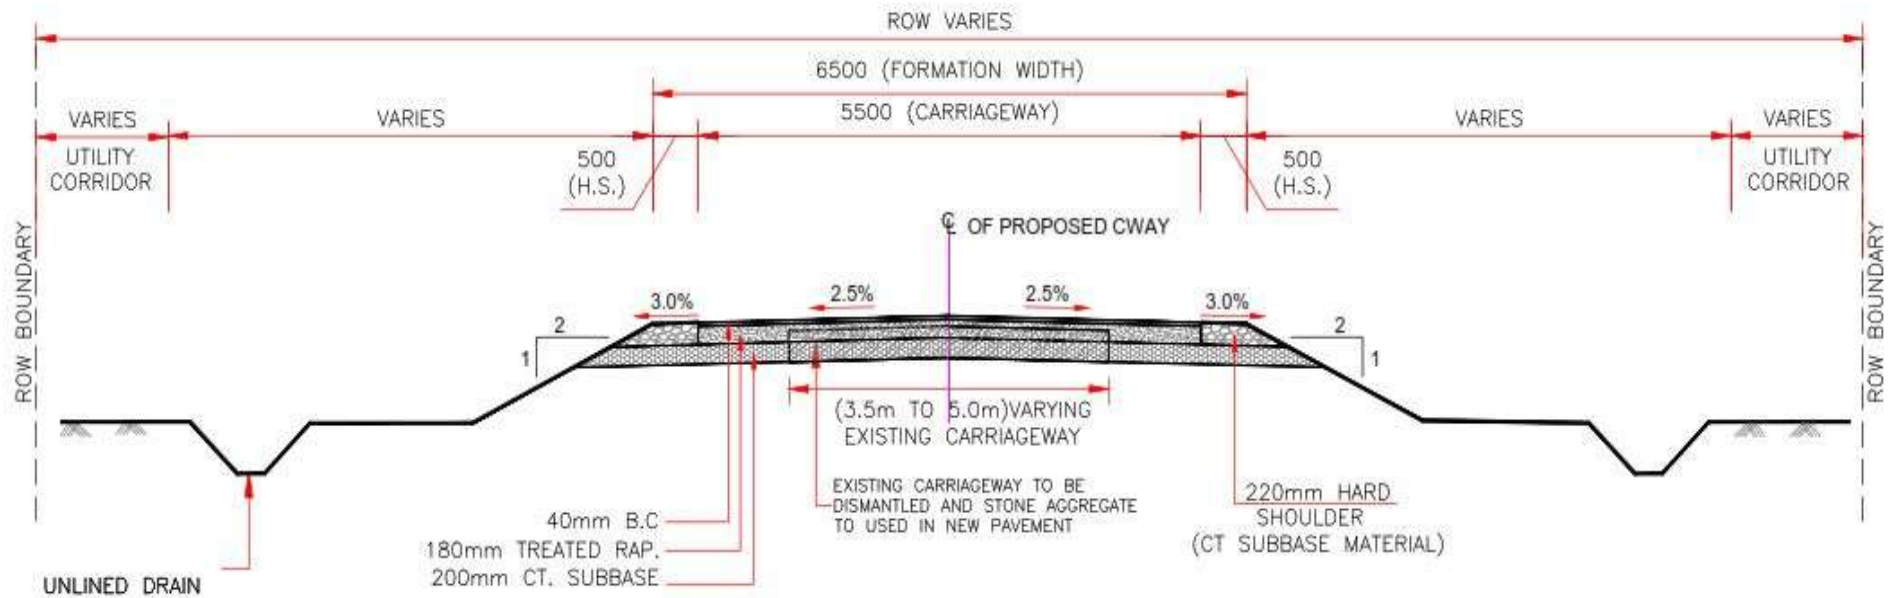 ROW VARIES
6500 (FORMATION WIDTH)
VARIES
VARIES
5500 (CARRIAGEWAY)
VARIES
VARIES
UTILITY
CORRIDOR
500
(H.S.)
500
(H.S.)
UTILITY
CORRIDOR
ROW BOUNDARY
℄ OF PROPOSED CWAY
ROW BOUNDARY
3.0%
2.5%
2.5%
3.0%
2
1
2
1
(3.5m TO 5.0m)VARYING
EXISTING CARRIAGEWAY
EXISTING CARRIAGEWAY TO BE
DISMANTLED AND STONE AGGREGATE
TO USED IN NEW PAVEMENT
220mm HARD
SHOULDER
(CT SUBBASE MATERIAL)
40mm B.C
180mm TREATED RAP.
200mm CT. SUBBASE
UNLINED DRAIN